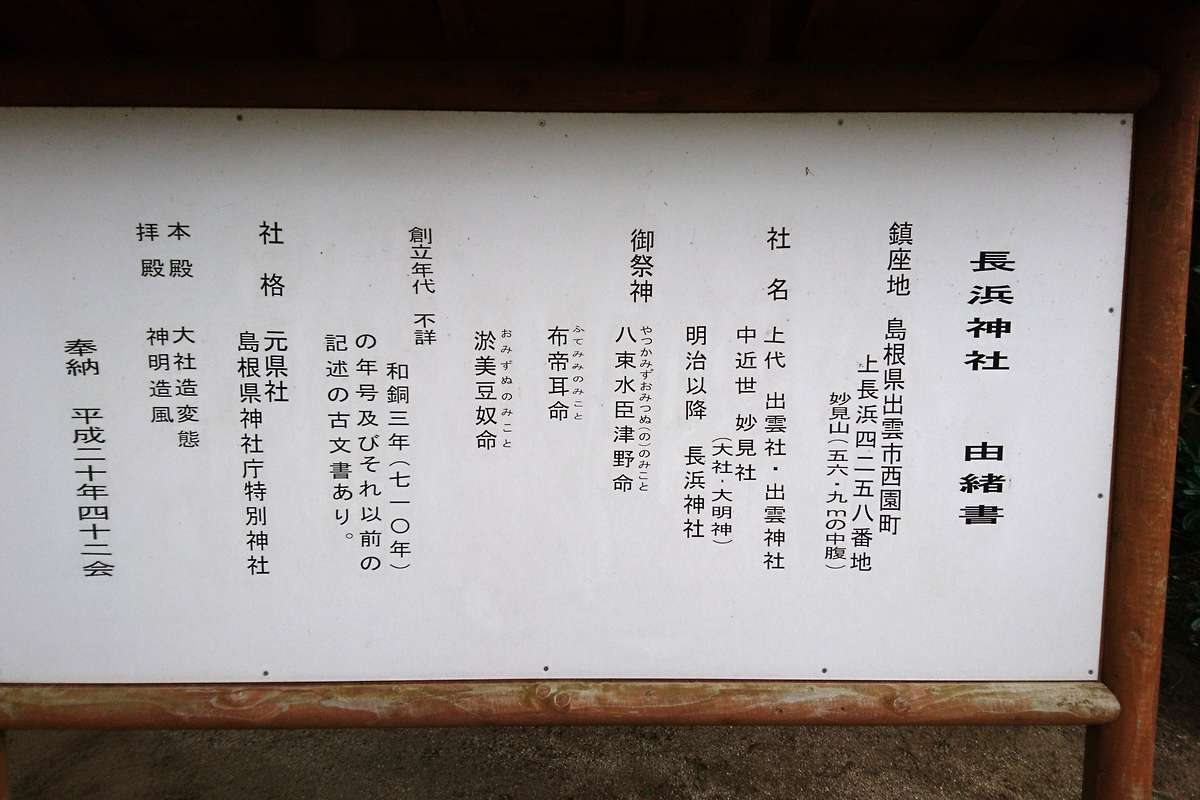 長浜神社　由緒書
鎮座地　島根県出雲市西園町
上長浜四二五八番地
妙見山（五六・九mの中腹）
社　名　上代　出雲社・出雲神社
中近世　妙見社
（大社・大明神）
明治以降　長浜神社
御祭神　八束水臣津野命
やつかみずおみつぬ(の)のみこと
布帝耳命
ふてみみのみこと
淤美豆奴命
おみずぬのみこと
創立年代　不詳
和銅三年（七一〇年）
の年号及びそれ以前の
記述の古文書あり。
社　格　元県社
島根県神社庁特別神社
本殿　大社造変態
拝殿　神明造風
奉納　平成二十年四十二会